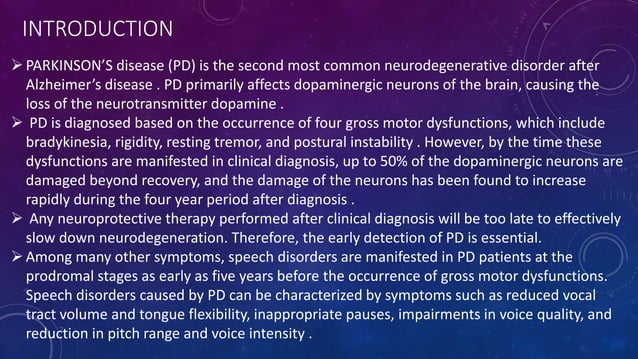 INTRODUCTION
➢ PARKINSON’S disease (PD) is the second most common neurodegenerative disorder after
Alzheimer’s disease . PD primarily affects dopaminergic neurons of the brain, causing the
loss of the neurotransmitter dopamine .
➢ PD is diagnosed based on the occurrence of four gross motor dysfunctions, which include
bradykinesia, rigidity, resting tremor, and postural instability . However, by the time these
dysfunctions are manifested in clinical diagnosis, up to 50% of the dopaminergic neurons are
damaged beyond recovery, and the damage of the neurons has been found to increase
rapidly during the four year period after diagnosis .
➢ Any neuroprotective therapy performed after clinical diagnosis will be too late to effectively
slow down neurodegeneration. Therefore, the early detection of PD is essential.
➢ Among many other symptoms, speech disorders are manifested in PD patients at the
prodromal stages as early as five years before the occurrence of gross motor dysfunctions.
Speech disorders caused by PD can be characterized by symptoms such as reduced vocal
tract volume and tongue flexibility, inappropriate pauses, impairments in voice quality, and
reduction in pitch range and voice intensity .